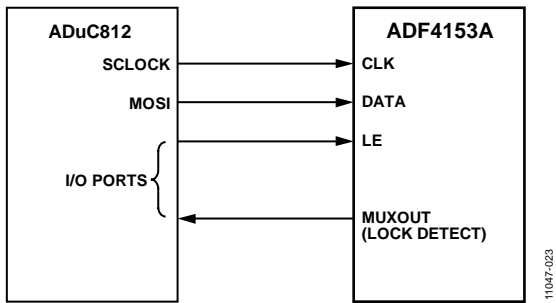 ADuC812
ADF4153A
SCLOCK
CLK
MOSI
DATA
LE
I/O PORTS
MUXOUT
(LOCK DETECT)
11047-023